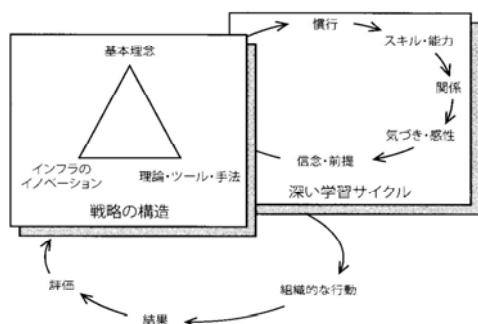 基本理念
インフラの
イノベーション
理論・ツール・手法
戦略の構造
慣行
スキル・能力
関係
気づき・感性
信念・前提
深い学習サイクル
組織的な行動
結果
評価